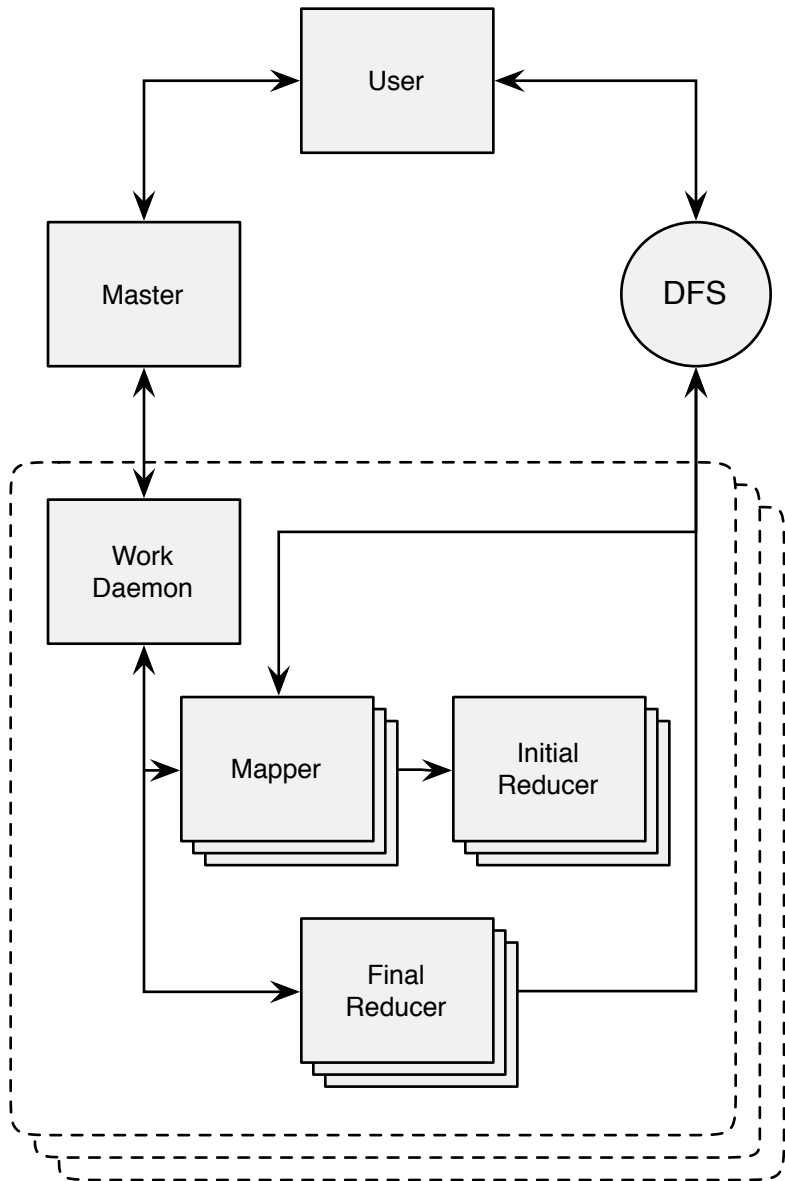 User
Master
DFS
Work
Daemon
Mapper
Initial
Reducer
Final
Reducer